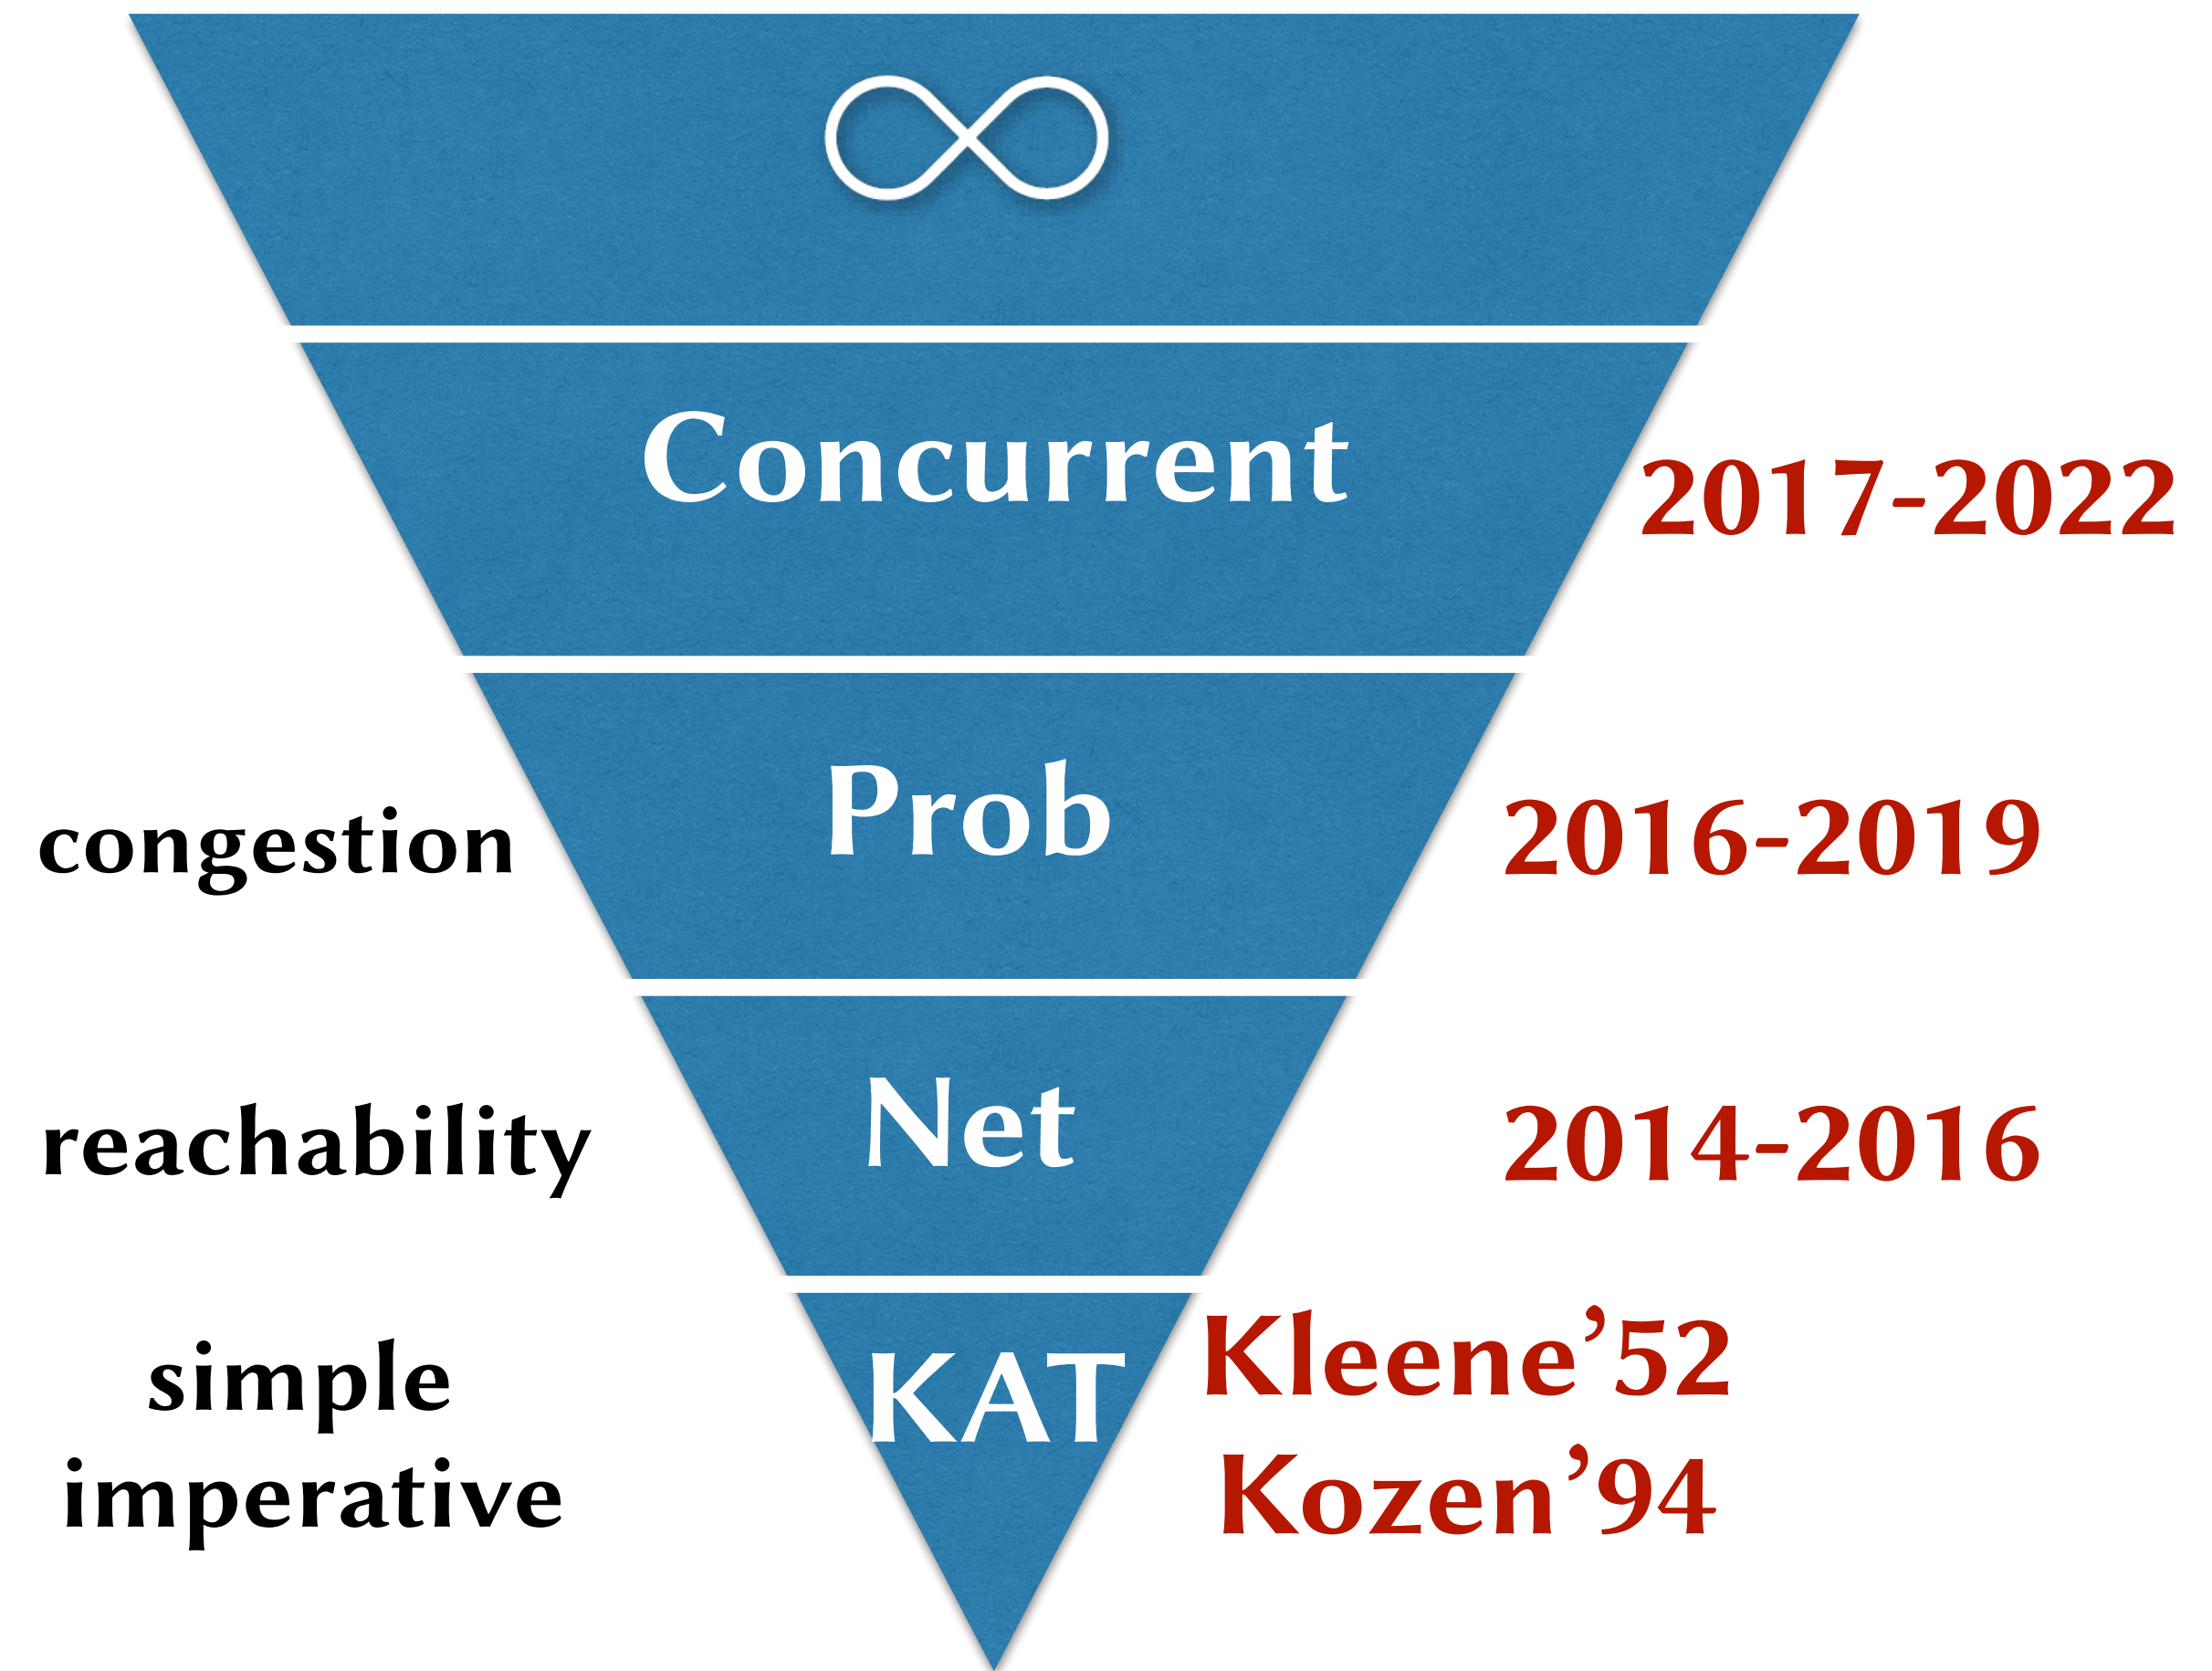 ∞
Concurrent
2017-2022
congestion
Prob
2016-2019
reachability
Net
2014-2016
simple
imperative
KAT
Kleene’52
Kozen’94